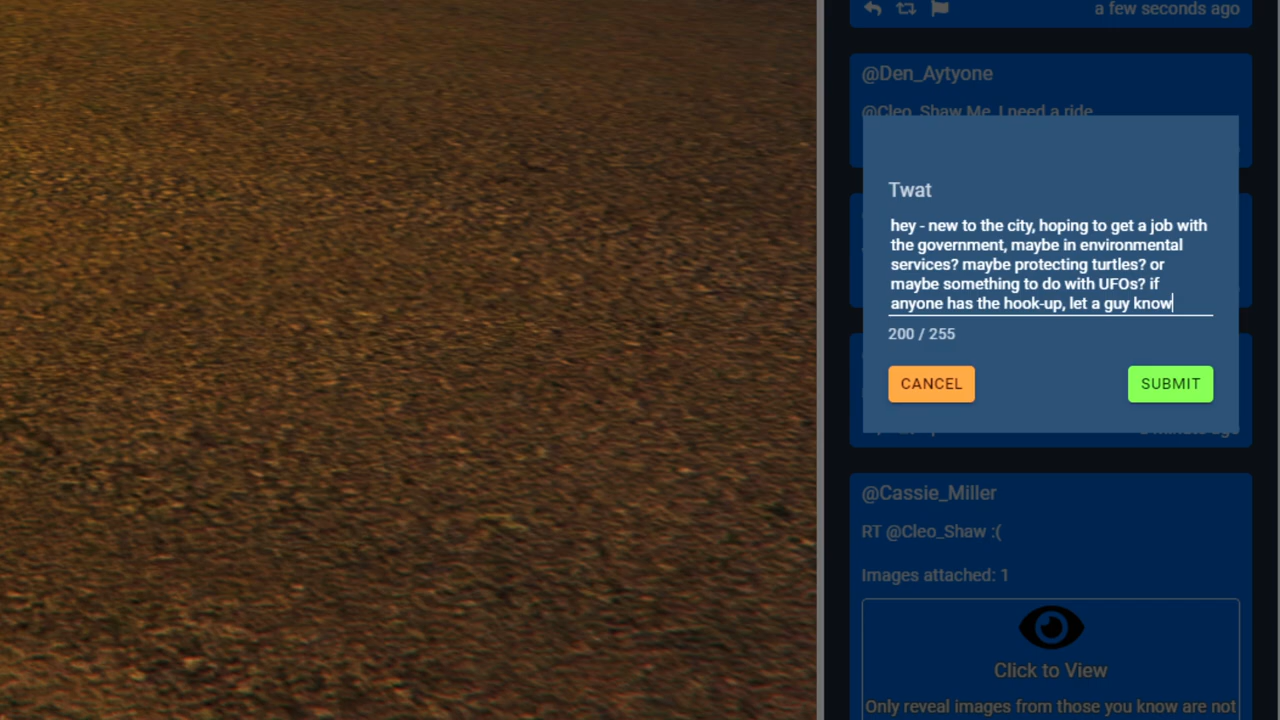 a few seconds ago
@Den_Aytyone
@Cleo_Shaw Me, I need a ride
Twat
hey - new to the city, hoping to get a job with
the government, maybe in environmental
services? maybe protecting turtles? or
maybe something to do with UFOs? if
anyone has the hook-up, let a guy know
200 / 255
CANCEL
SUBMIT
@Cassie_Miller
RT @Cleo_Shaw :(
Images attached: 1
Click to View
Only reveal images from those you know are not